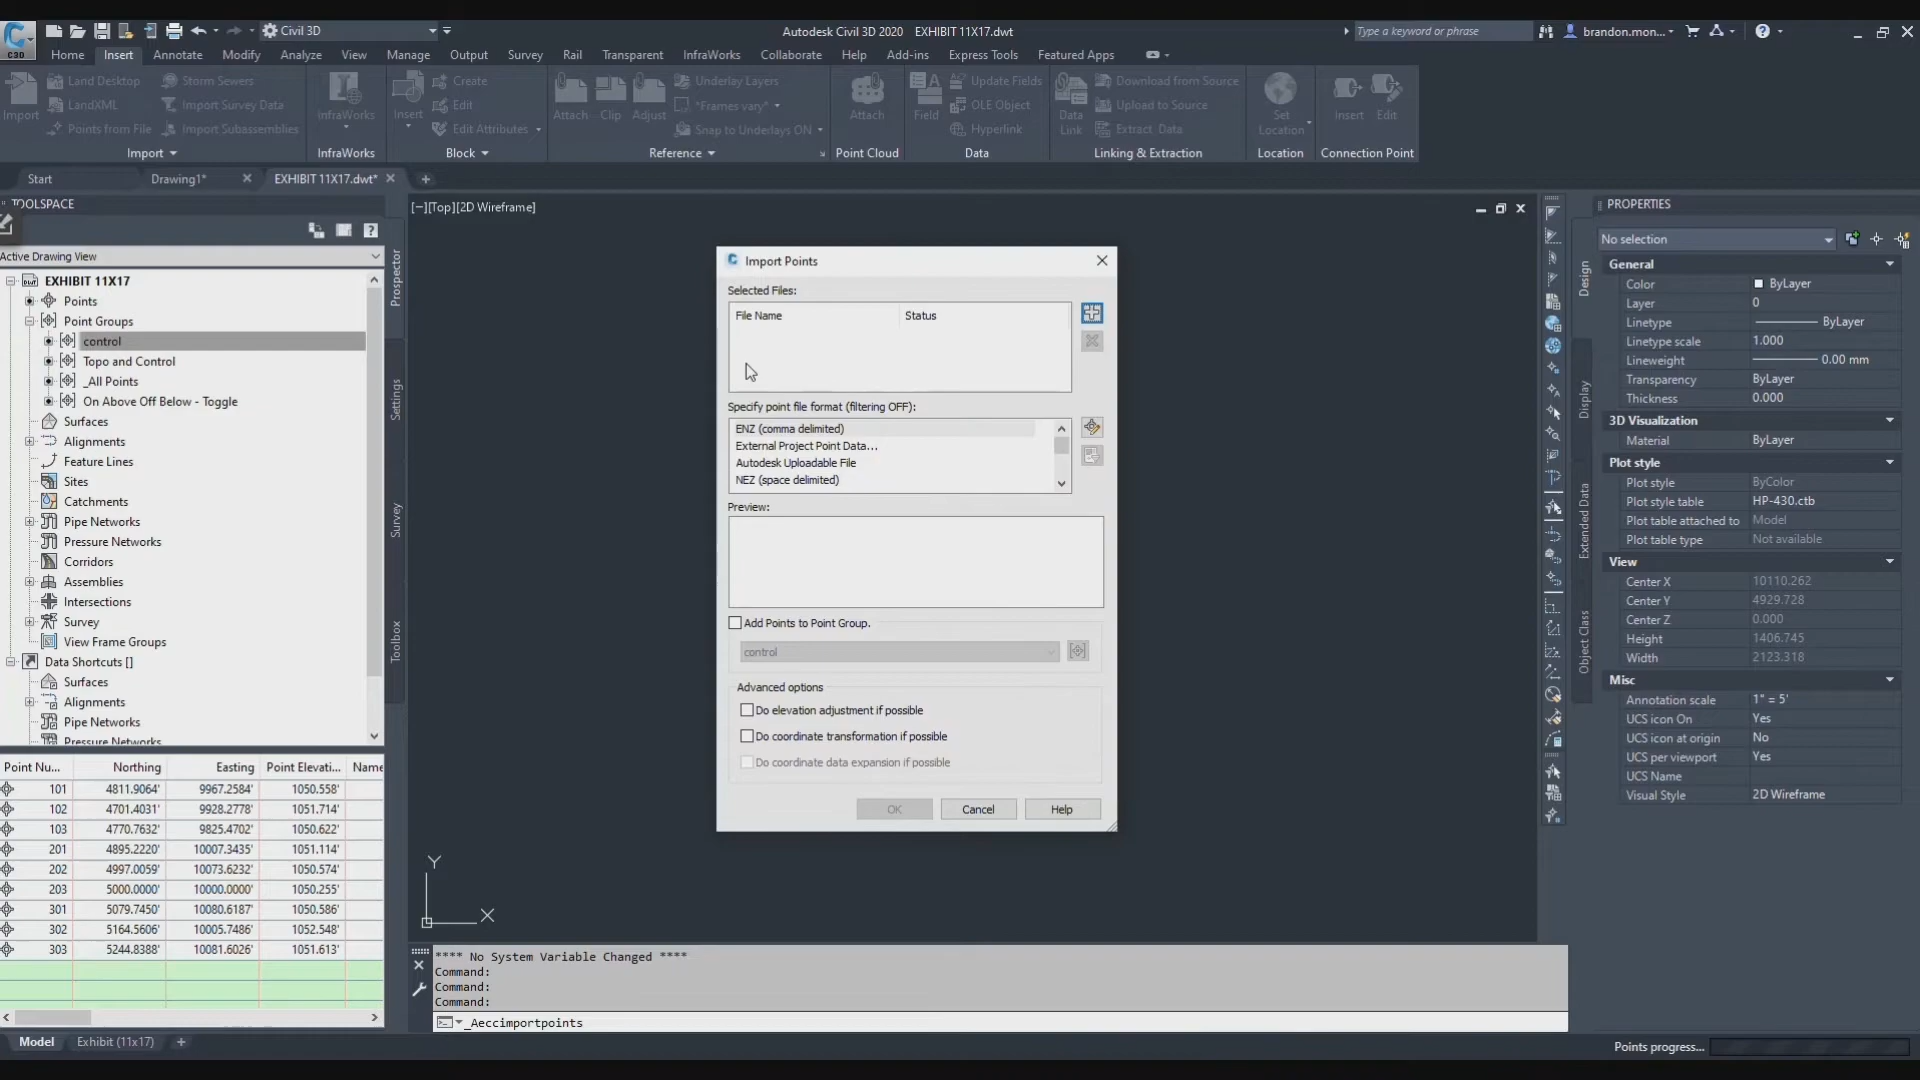 Civil 3D
Autodesk Civil 3D 2020 EXHIBIT 11X17.dwt
Type a keyword or phrase
brandon.mon...
C3D
Home Insert Annotate Modify Analyze View Manage Output Survey Rail Transparent InfraWorks Collaborate Help Add-ins Express Tools Featured Apps
Import
Land Desktop
LandXML
Points from File
Storm Sewers
Import Survey Data
Import Subassemblies
Import
InfraWorks
InfraWorks
Insert
Create
Edit
Edit Attributes
Block
Attach
Clip
Adjust
Underlay Layers
*Frames vary*
Snap to Underlays ON
Reference
Attach
Point Cloud
Field
Update Fields
OLE Object
Hyperlink
Data
Data
Link
Download from Source
Upload to Source
Extract Data
Linking & Extraction
Set
Location
Location
Insert
Edit
Connection Point
Start
Drawing1*
EXHIBIT 11X17.dwt*
TOOLSPACE
Active Drawing View
EXHIBIT 11X17
Points
Point Groups
control
Topo and Control
_All Points
On Above Off Below - Toggle
Surfaces
Alignments
Feature Lines
Sites
Catchments
Pipe Networks
Pressure Networks
Corridors
Assemblies
Intersections
Survey
View Frame Groups
Data Shortcuts []
Surfaces
Alignments
Pipe Networks
Pressure Networks
Prospector
Settings
Survey
Toolbox
Point Nu... Northing Easting Point Elevati... Name
101 4811.9064' 9967.2584' 1050.558'
102 4701.4031' 9928.2778' 1051.714'
103 4770.7632' 9825.4702' 1050.622'
201 4895.2220' 10007.3435' 1051.114'
202 4997.0059' 10073.6232' 1050.574'
203 5000.0000' 10000.0000' 1050.255'
301 5079.7450' 10080.6187' 1050.586'
302 5164.5606' 10005.7486' 1052.548'
303 5244.8388' 10081.6026' 1051.613'
Model
Exhibit (11x17)
[−][Top][2D Wireframe]
Import Points
Selected Files:
File Name Status
Specify point file format (filtering OFF):
ENZ (comma delimited)
External Project Point Data...
Autodesk Uploadable File
NEZ (space delimited)
Preview:
Add Points to Point Group.
control
Advanced options
Do elevation adjustment if possible
Do coordinate transformation if possible
Do coordinate data expansion if possible
OK Cancel Help
Y
X
**** No System Variable Changed ****
Command:
Command:
Command:
_Aeccimportpoints
PROPERTIES
No selection
General
Color ByLayer
Layer 0
Linetype ByLayer
Linetype scale 1.000
Lineweight 0.00 mm
Transparency ByLayer
Thickness 0.000
3D Visualization
Material ByLayer
Plot style
Plot style ByColor
Plot style table HP-430.ctb
Plot table attached to Model
Plot table type Not available
View
Center X 10110.262
Center Y 4929.728
Center Z 0.000
Height 1406.745
Width 2123.318
Misc
Annotation scale 1" = 5'
UCS icon On Yes
UCS icon at origin No
UCS per viewport Yes
UCS Name
Visual Style 2D Wireframe
Design
Display
Extended Data
Object Class
Points progress...